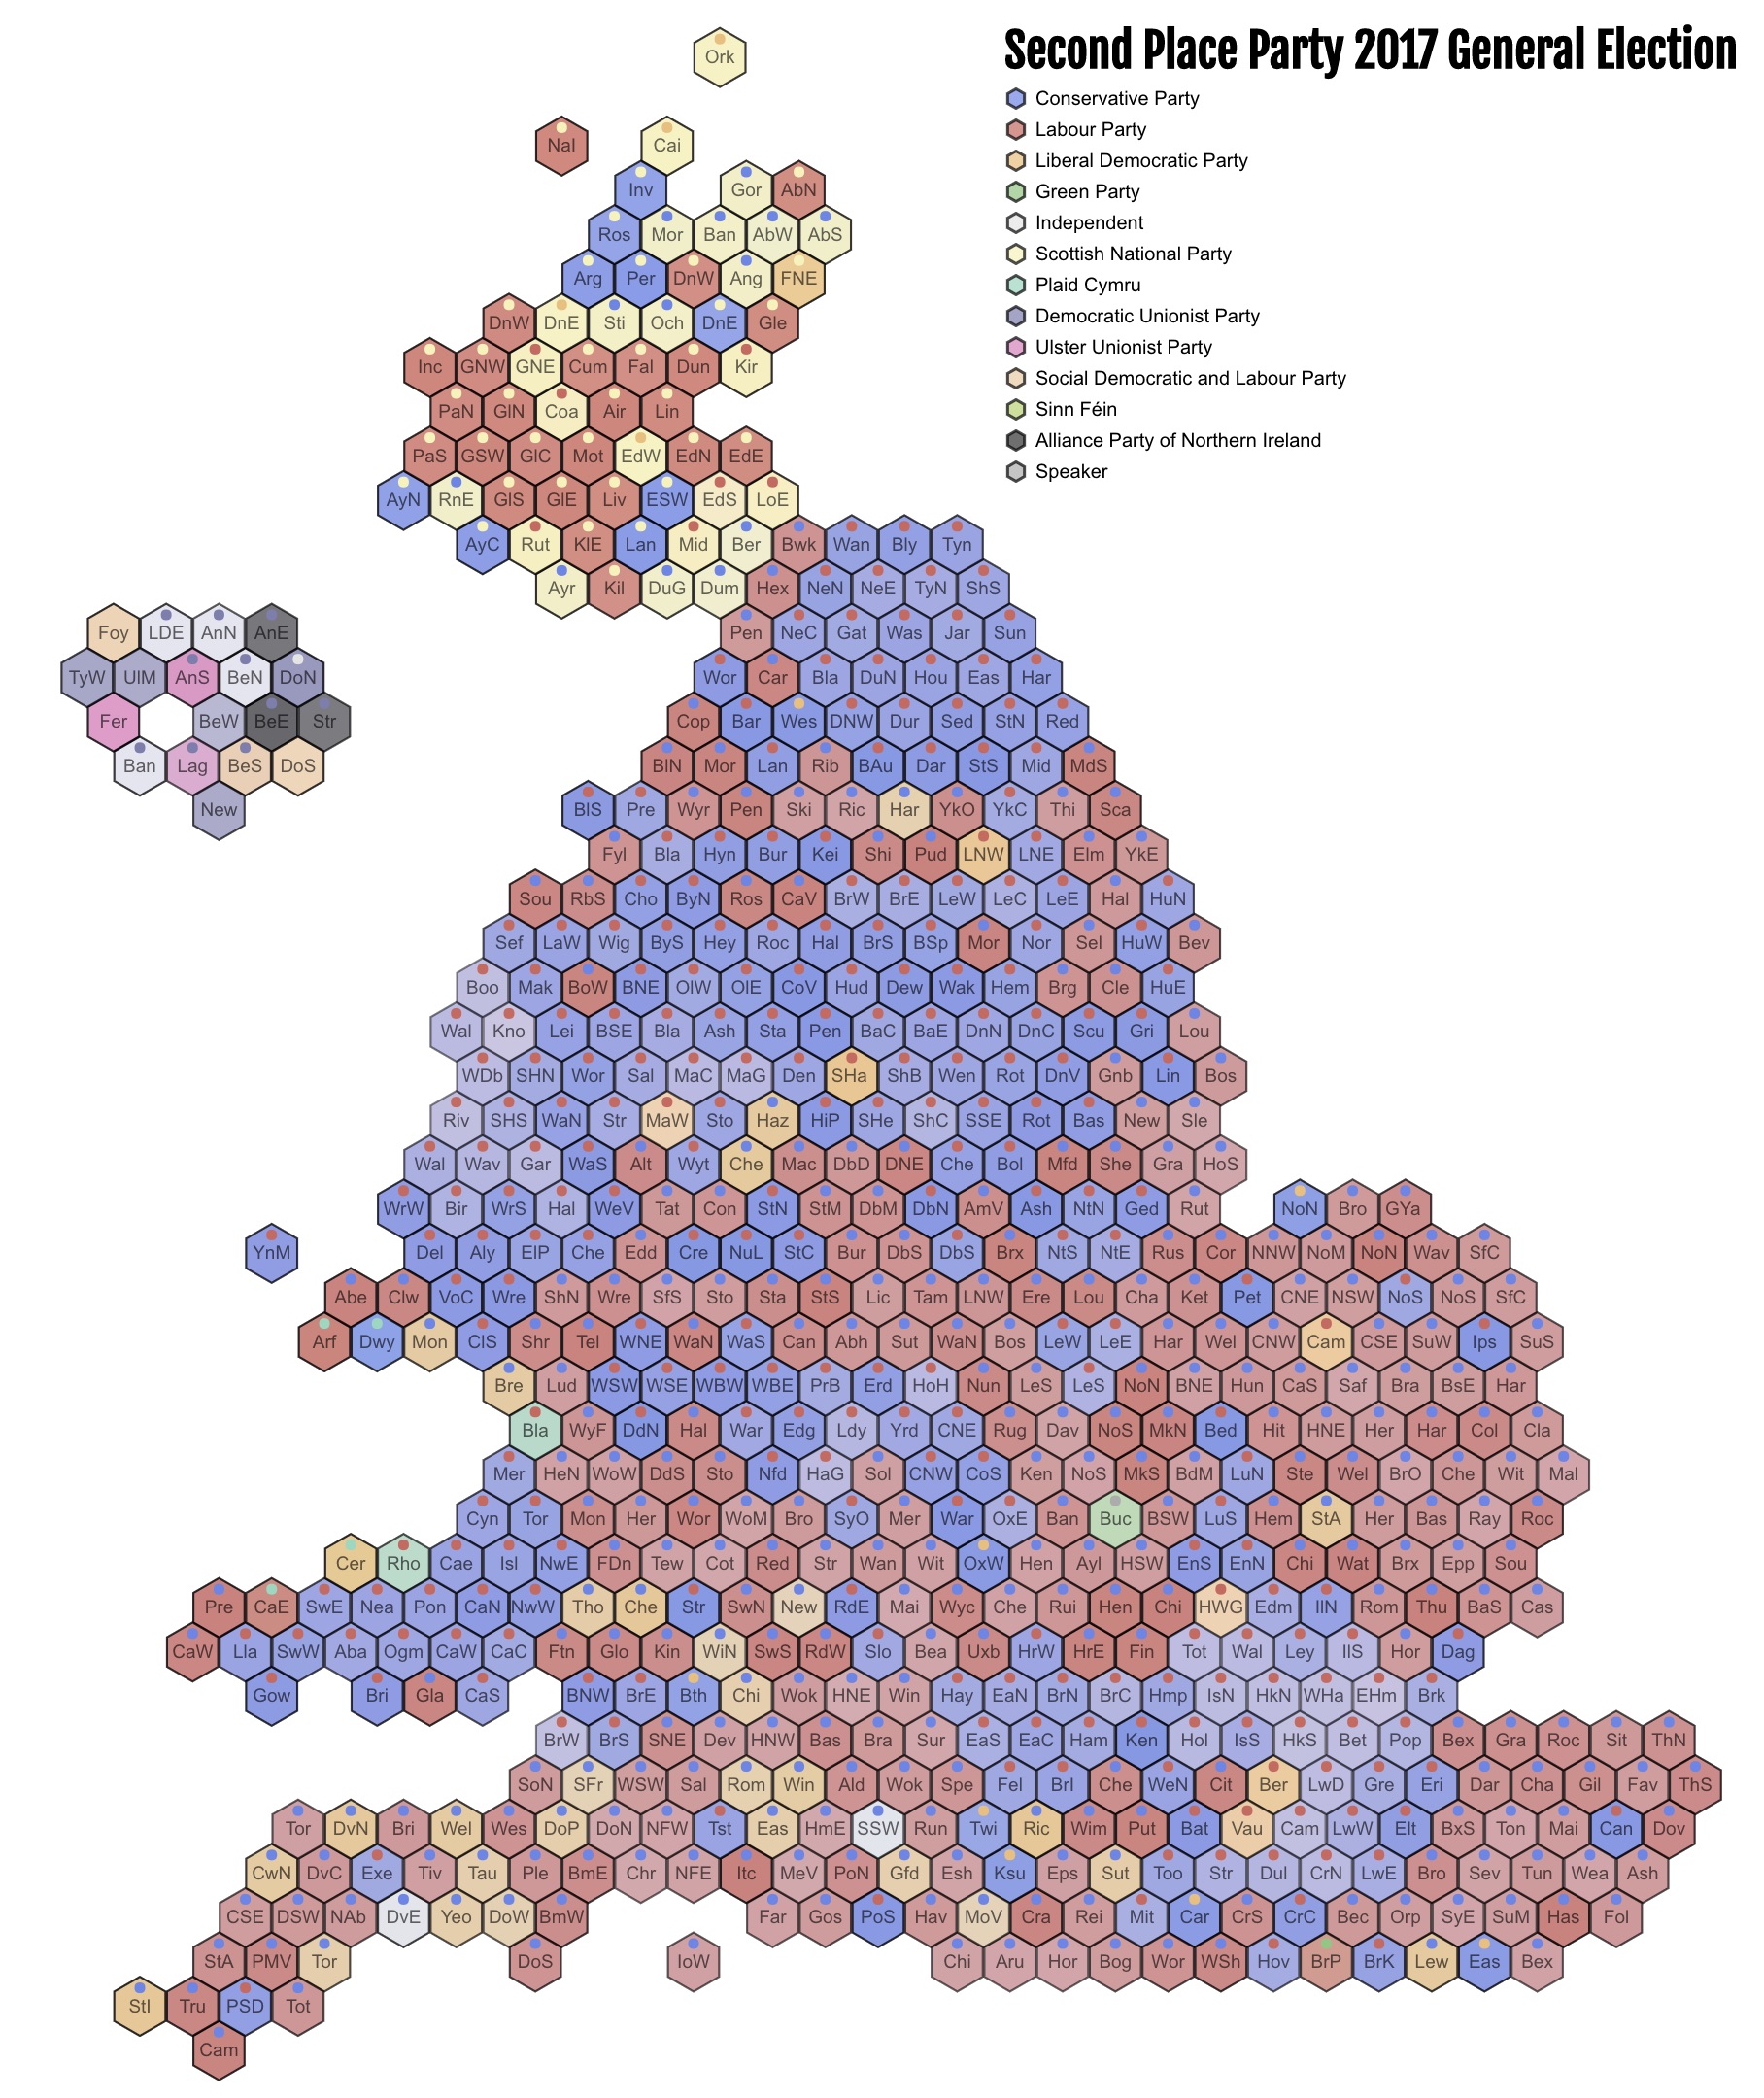 Second Place Party 2017 General Election
Conservative Party
Labour Party
Liberal Democratic Party
Green Party
Independent
Scottish National Party
Plaid Cymru
Democratic Unionist Party
Ulster Unionist Party
Social Democratic and Labour Party
Sinn Féin
Alliance Party of Northern Ireland
Speaker
Ork
NaI Cai
Inv Gor AbN
Ros Mor Ban AbW AbS
Arg Per DnW Ang FNE
DnW DnE Sti Och DnE Gle
Inc GNW GNE Cum Fal Dun Kir
PaN GlN Coa Air Lin
PaS GSW GlC Mot EdW EdN EdE
AyN RnE GlS GlE Liv ESW EdS LoE
AyC Rut KlE Lan Mid Ber Bwk Wan Bly Tyn
Ayr Kil DuG Dum Hex NeN NeE TyN ShS
Foy LDE AnN AnE Pen NeC Gat Was Jar Sun
TyW UlM AnS BeN DoN Wor Car Bla DuN Hou Eas Har
Fer BeW BeE Str Cop Bar Wes DNW Dur Sed StN Red
Ban Lag BeS DoS BlN Mor Lan Rib BAu Dar StS Mid MdS
New BlS Pre Wyr Pen Ski Ric Har YkO YkC Thi Sca
Fyl Bla Hyn Bur Kei Shi Pud LNW LNE Elm YkE
Sou RbS Cho ByN Ros CaV BrW BrE LeW LeC LeE Hal HuN
Sef LaW Wig ByS Hey Roc Hal BrS BSp Mor Nor Sel HuW Bev
Boo Mak BoW BNE OlW OlE CoV Hud Dew Wak Hem Brg Cle HuE
Wal Kno Lei BSE Bla Ash Sta Pen BaC BaE DnN DnC Scu Gri Lou
WDb SHN Wor Sal MaC MaG Den SHa ShB Wen Rot DnV Gnb Lin Bos
Riv SHS WaN Str MaW Sto Haz HiP SHe ShC SSE Rot Bas New Sle
Wal Wav Gar WaS Alt Wyt Che Mac DbD DNE Che Bol Mfd She Gra HoS
WrW Bir WrS Hal WeV Tat Con StN StM DbM DbN AmV Ash NtN Ged Rut NoN Bro GYa
YnM Del Aly ElP Che Edd Cre NuL StC Bur DbS DbS Brx NtS NtE Rus Cor NNW NoM NoN Wav SfC
Abe Clw VoC Wre ShN Wre SfS Sto Sta StS Lic Tam LNW Ere Lou Cha Ket Pet CNE NSW NoS NoS SfC
Arf Dwy Mon ClS Shr Tel WNE WaN WaS Can Abh Sut WaN Bos LeW LeE Har Wel CNW Cam CSE SuW Ips SuS
Bre Lud WSW WSE WBW WBE PrB Erd HoH Nun LeS LeS NoN BNE Hun CaS Saf Bra BsE Har
Bla WyF DdN Hal War Edg Ldy Yrd CNE Rug Dav NoS MkN Bed Hit HNE Her Har Col Cla
Mer HeN WoW DdS Sto Nfd HaG Sol CNW CoS Ken NoS MkS BdM LuN Ste Wel BrO Che Wit Mal
Cyn Tor Mon Her Wor WoM Bro SyO Mer War OxE Ban Buc BSW LuS Hem StA Her Bas Ray Roc
Cer Rho Cae Isl NwE FDn Tew Cot Red Str Wan Wit OxW Hen Ayl HSW EnS EnN Chi Wat Brx Epp Sou
Pre CaE SwE Nea Pon CaN NwW Tho Che Str SwN New RdE Mai Wyc Che Rui Hen Chi HWG Edm IlN Rom Thu BaS Cas
CaW Lla SwW Aba Ogm CaW CaC Ftn Glo Kin WiN SwS RdW Slo Bea Uxb HrW HrE Fin Tot Wal Ley IlS Hor Dag
Gow Bri Gla CaS BNW BrE Bth Chi Wok HNE Win Hay EaN BrN BrC Hmp IsN HkN WHa EHm Brk
BrW BrS SNE Dev HNW Bas Bra Sur EaS EaC Ham Ken Hol IsS HkS Bet Pop Bex Gra Roc Sit ThN
SoN SFr WSW Sal Rom Win Ald Wok Spe Fel BrI Che WeN Cit Ber LwD Gre Eri Dar Cha Gil Fav ThS
Tor DvN Bri Wel Wes DoP DoN NFW Tst Eas HmE SSW Run Twi Ric Wim Put Bat Vau Cam LwW Elt BxS Ton Mai Can Dov
CwN DvC Exe Tiv Tau Ple BmE Chr NFE Itc MeV PoN Gfd Esh Ksu Eps Sut Too Str Dul CrN LwE Bro Sev Tun Wea Ash
CSE DSW NAb DvE Yeo DoW BmW Far Gos PoS Hav MoV Cra Rei Mit Car CrS CrC Bec Orp SyE SuM Has Fol
StA PMV Tor DoS IoW Chi Aru Hor Bog Wor WSh Hov BrP BrK Lew Eas Bex
StI Tru PSD Tot
Cam